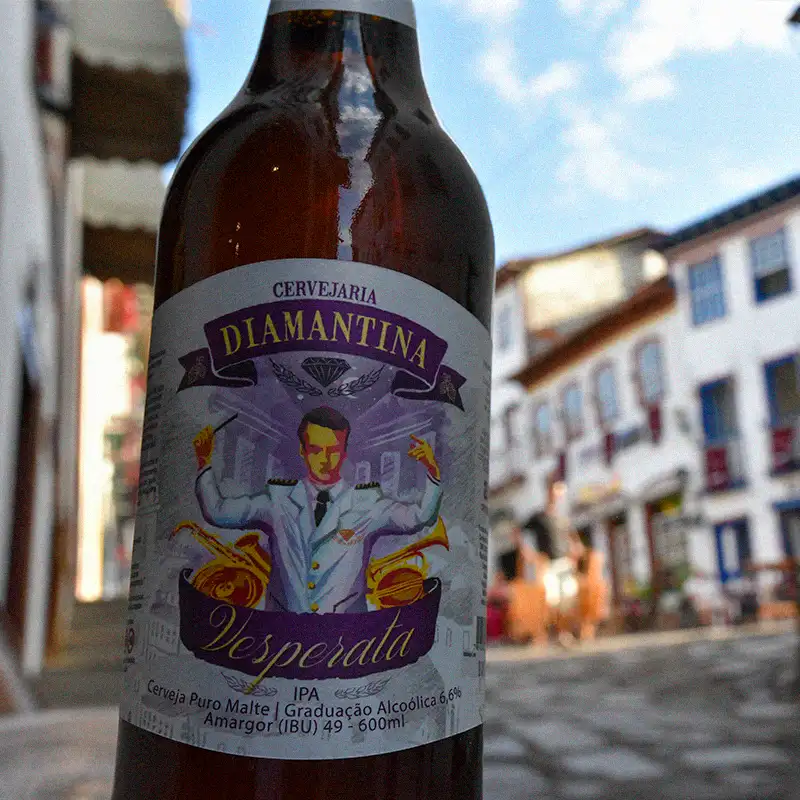 CERVEJARIA
DIAMANTINA
Vesperata
IPA
Cerveja Puro Malte | Graduação Alcoólica 6,6%
Amargor (IBU) 49 - 600ml